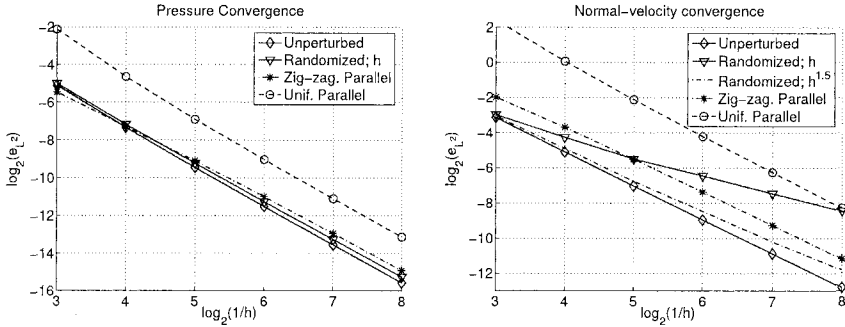 Pressure Convergence
-2
-4
-6
-8
-10
-12
-14
-16
3 4 5 6 7 8
log2(1/h)
log2(eL2)
Unperturbed
Randomized; h
Zig-zag. Parallel
Unif. Parallel
Normal-velocity convergence
2
0
-2
-4
-6
-8
-10
-12
3 4 5 6 7 8
log2(1/h)
log2(eL2)
Unperturbed
Randomized; h
Randomized; h1.5
Zig-zag. Parallel
Unif. Parallel